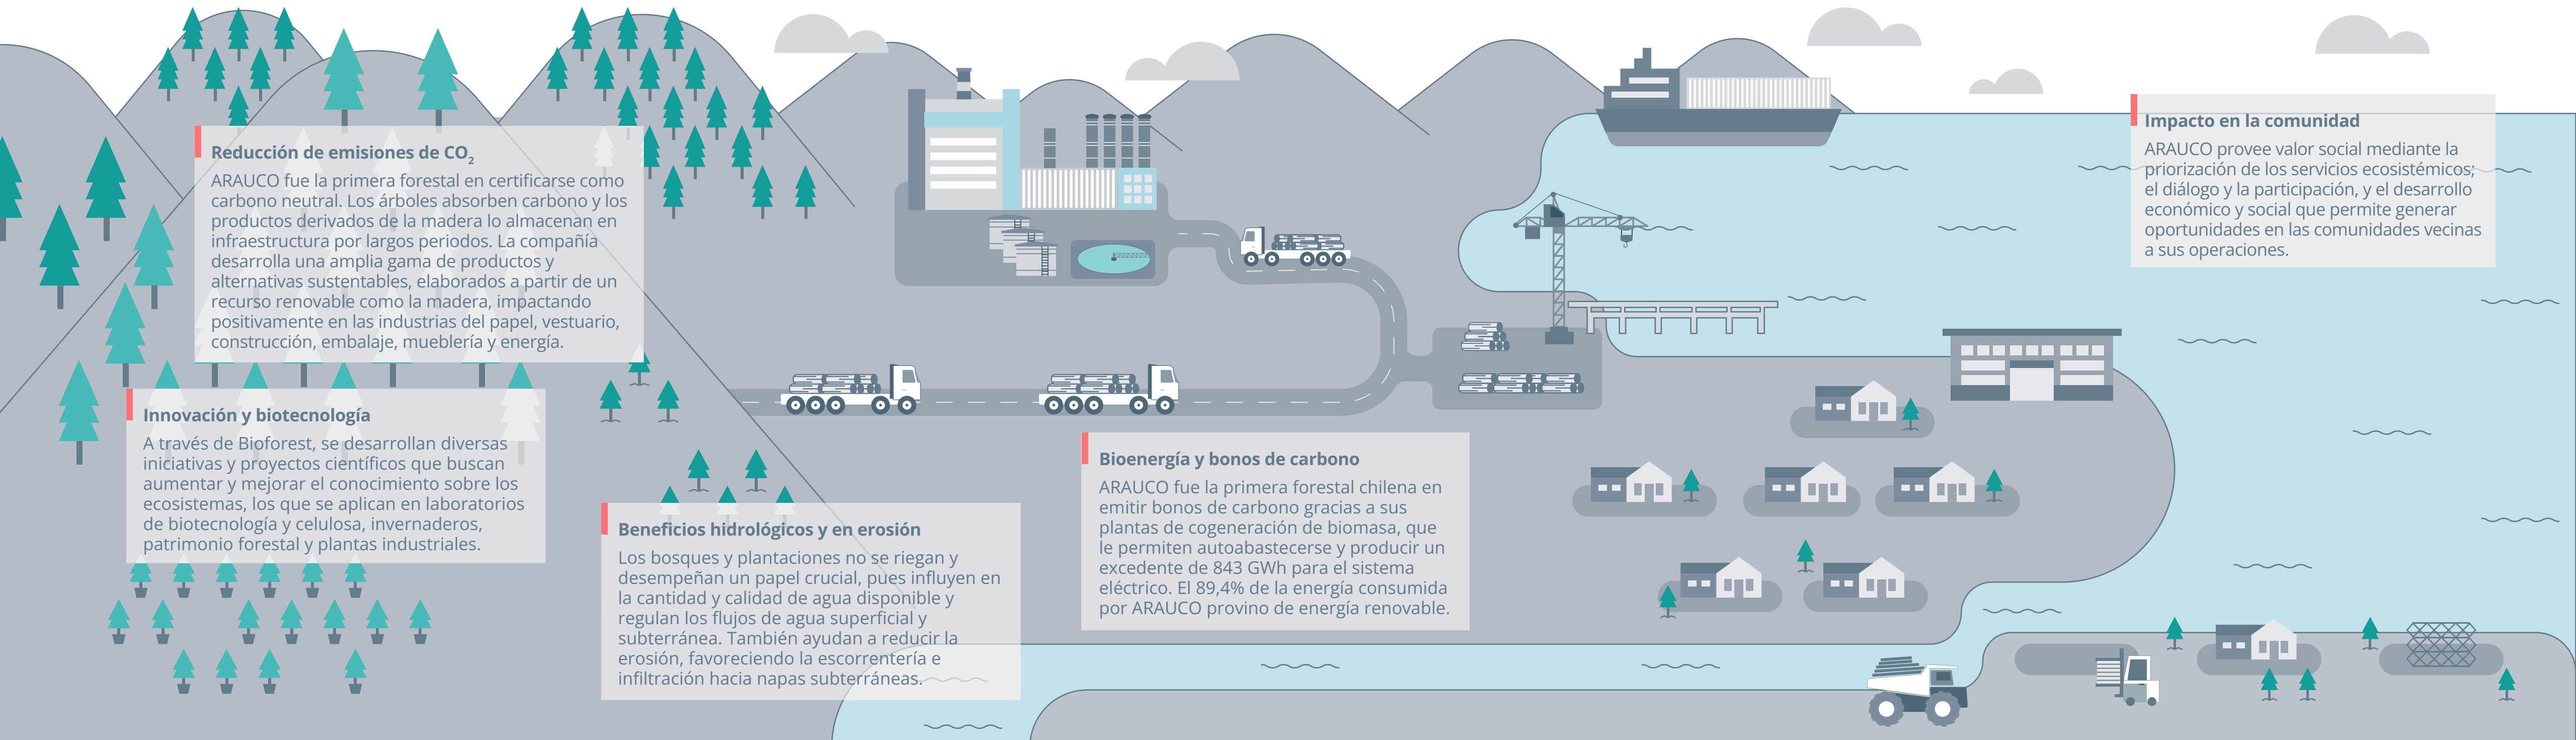 Reducción de emisiones de CO₂
ARAUCO fue la primera forestal en certificarse como
carbono neutral. Los árboles absorben carbono y los
productos derivados de la madera lo almacenan en
infraestructura por largos periodos. La compañía
desarrolla una amplia gama de productos y
alternativas sustentables, elaborados a partir de un
recurso renovable como la madera, impactando
positivamente en las industrias del papel, vestuario,
construcción, embalaje, mueblería y energía.
Innovación y biotecnología
A través de Bioforest, se desarrollan diversas
iniciativas y proyectos científicos que buscan
aumentar y mejorar el conocimiento sobre los
ecosistemas, los que se aplican en laboratorios
de biotecnología y celulosa, invernaderos,
patrimonio forestal y plantas industriales.
Beneficios hidrológicos y en erosión
Los bosques y plantaciones no se riegan y
desempeñan un papel crucial, pues influyen en
la cantidad y calidad de agua disponible y
regulan los flujos de agua superficial y
subterránea. También ayudan a reducir la
erosión, favoreciendo la escorrentería e
infiltración hacia napas subterráneas.
Bioenergía y bonos de carbono
ARAUCO fue la primera forestal chilena en
emitir bonos de carbono gracias a sus
plantas de cogeneración de biomasa, que
le permiten autoabastecerse y producir un
excedente de 843 GWh para el sistema
eléctrico. El 89,4% de la energía consumida
por ARAUCO provino de energía renovable.
Impacto en la comunidad
ARAUCO provee valor social mediante la
priorización de los servicios ecosistémicos;
el diálogo y la participación, y el desarrollo
económico y social que permite generar
oportunidades en las comunidades vecinas
a sus operaciones.